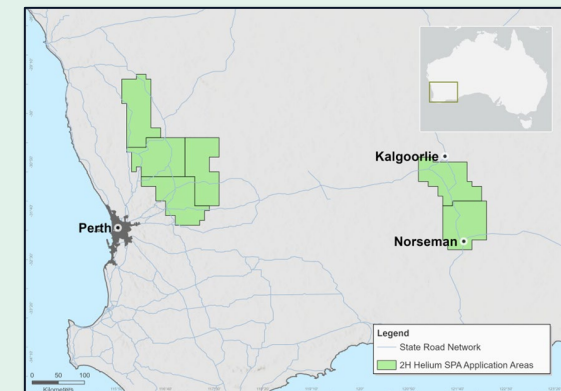 Kalgoorlie
Perth
Norseman
Legend
State Road Network
2H Helium SPA Application Areas
0 50 100
Kilometers